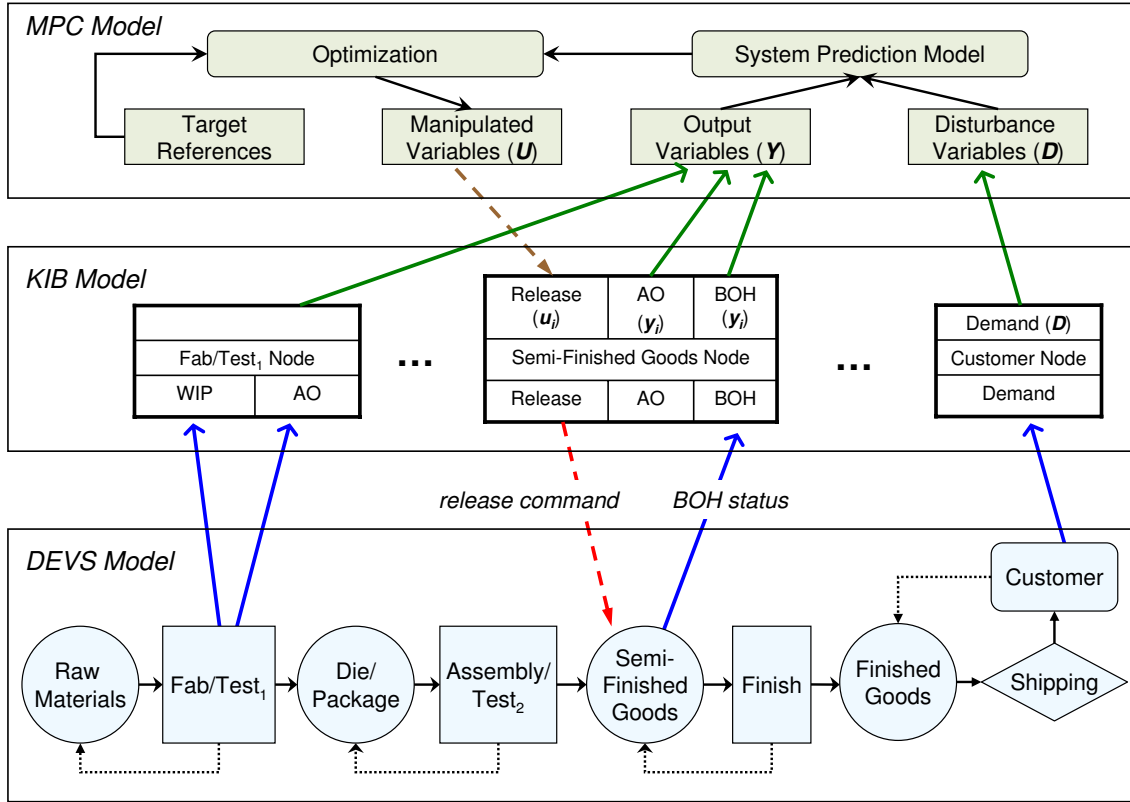 MPC Model
Optimization
System Prediction Model
Target
References
Manipulated
Variables (U)
Output
Variables (Y)
Disturbance
Variables (D)
KIB Model
Release
(uᵢ)
AO
(yᵢ)
BOH
(yᵢ)
Demand (D)
Fab/Test₁ Node
...
Semi-Finished Goods Node
...
Customer Node
WIP
AO
Release
AO
BOH
Demand
release command
BOH status
DEVS Model
Customer
Raw
Materials
Fab/Test₁
Die/
Package
Assembly/
Test₂
Semi-
Finished
Goods
Finish
Finished
Goods
Shipping